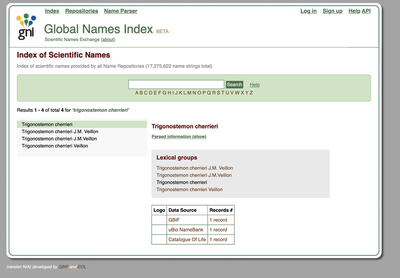 Index Repositories Name Parser
Log in Sign up Help API
gni
Global Names Index BETA
Scientific Names Exchange (about)
Index of Scientific Names
Index of scientific names provided by all Name Repositories (17,375,622 name strings total)
Search Help
A B C D E F G H I J K L M N O P Q R S T U V W X Y Z
Results 1 - 4 of total 4 for 'trigonostemon cherrieri'
Trigonostemon cherrieri
Trigonostemon cherrieri J.M. Veillon
Trigonostemon cherrieri J.M.Veillon
Trigonostemon cherrieri Veillon
Trigonostemon cherrieri
Parsed information (show)
Lexical groups
Trigonostemon cherrieri J.M. Veillon
Trigonostemon cherrieri J.M.Veillon
Trigonostemon cherrieri
Trigonostemon cherrieri Veillon
Logo Data Source Records #
GBIF 1 record
uBio NameBank 1 record
Catalogue Of Life 1 record
(version N/A) developed by GBIF and EOL